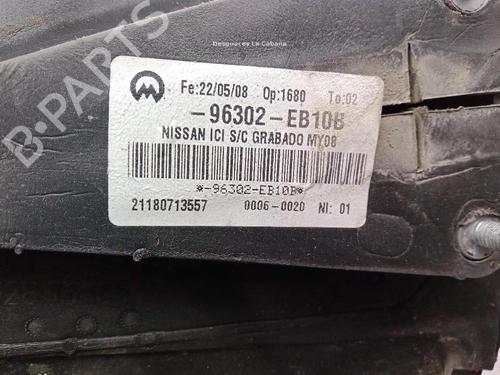 Desguaces La Cabaña
B-PARTS
Fe:22/05/08 Op:1680 To:02
-96302-EB10B
NISSAN ICI S/C GRABADO MY08
*-96302-EB10B*
21180713557 0006-0020 NI: 01